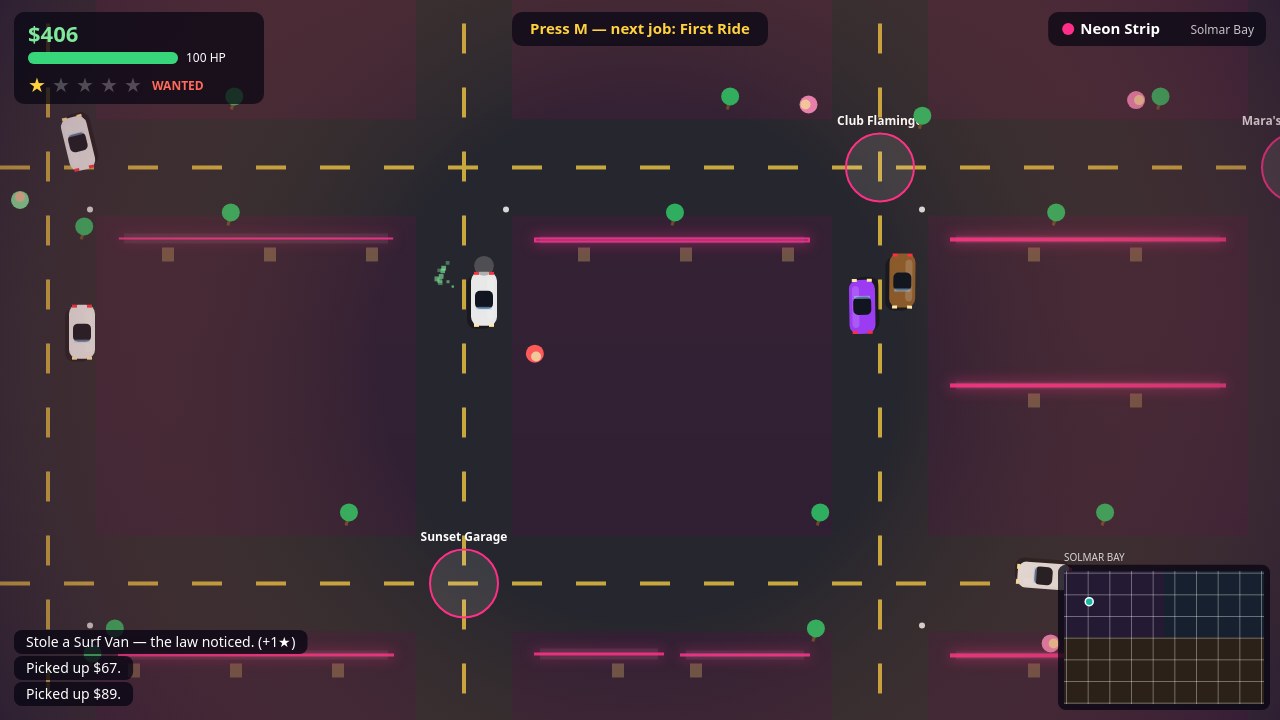 $406
100 HP
WANTED
Press M — next job: First Ride
Neon Strip
Solmar Bay
Club Flamingo
Mara's
Sunset Garage
SOLMAR BAY
Stole a Surf Van — the law noticed. (+1★)
Picked up $67.
Picked up $89.